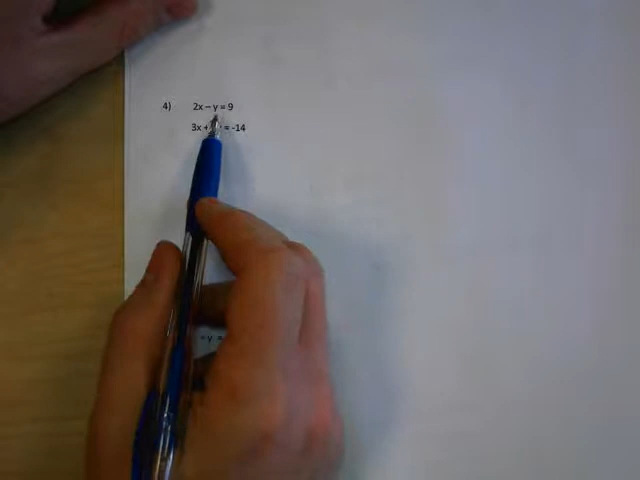 4) 2x – y = 9
3x + = -14
y =